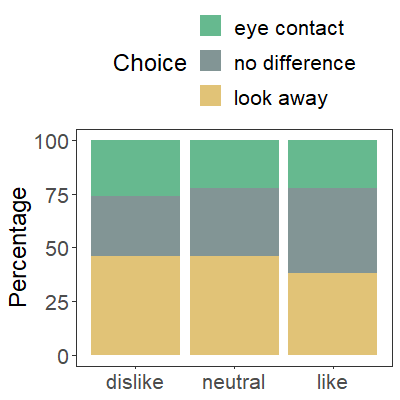 Choice
eye contact
no difference
look away
Percentage
100
75
50
25
0
dislike neutral like